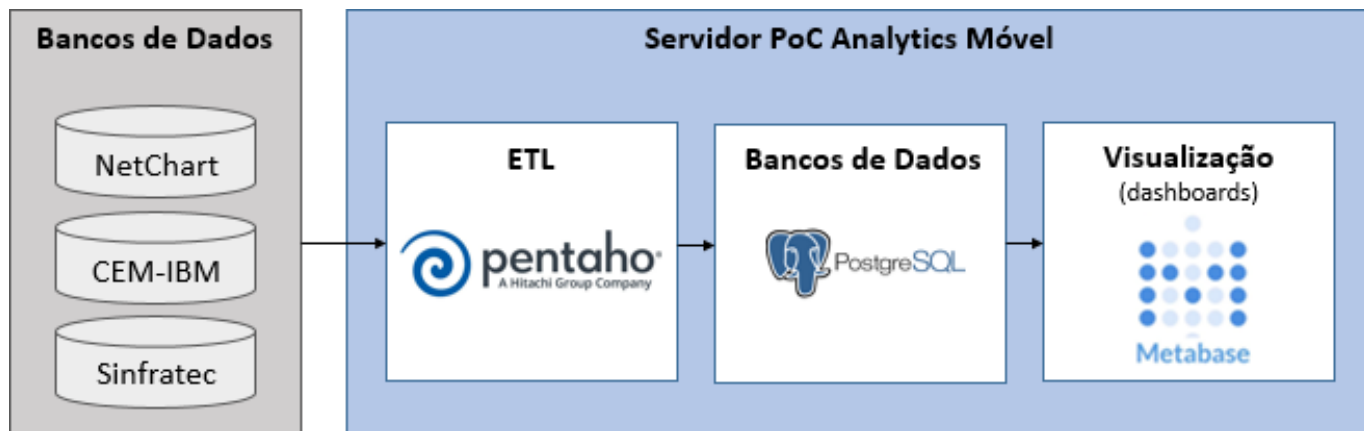 Bancos de Dados
NetChart
CEM-IBM
Sinfratec
Servidor PoC Analytics Móvel
ETL
pentaho
A Hitachi Group Company
Bancos de Dados
PostgreSQL
Visualização
(dashboards)
Metabase